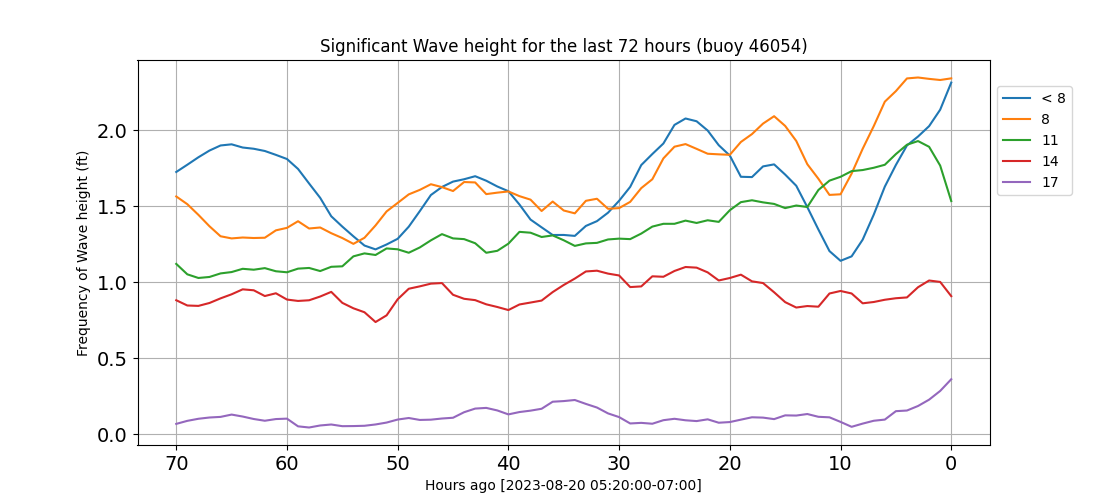 Significant Wave height for the last 72 hours (buoy 46054)
< 8
8
11
14
17
Frequency of Wave height (ft)
2.0
1.5
1.0
0.5
0.0
70 60 50 40 30 20 10 0
Hours ago [2023-08-20 05:20:00-07:00]